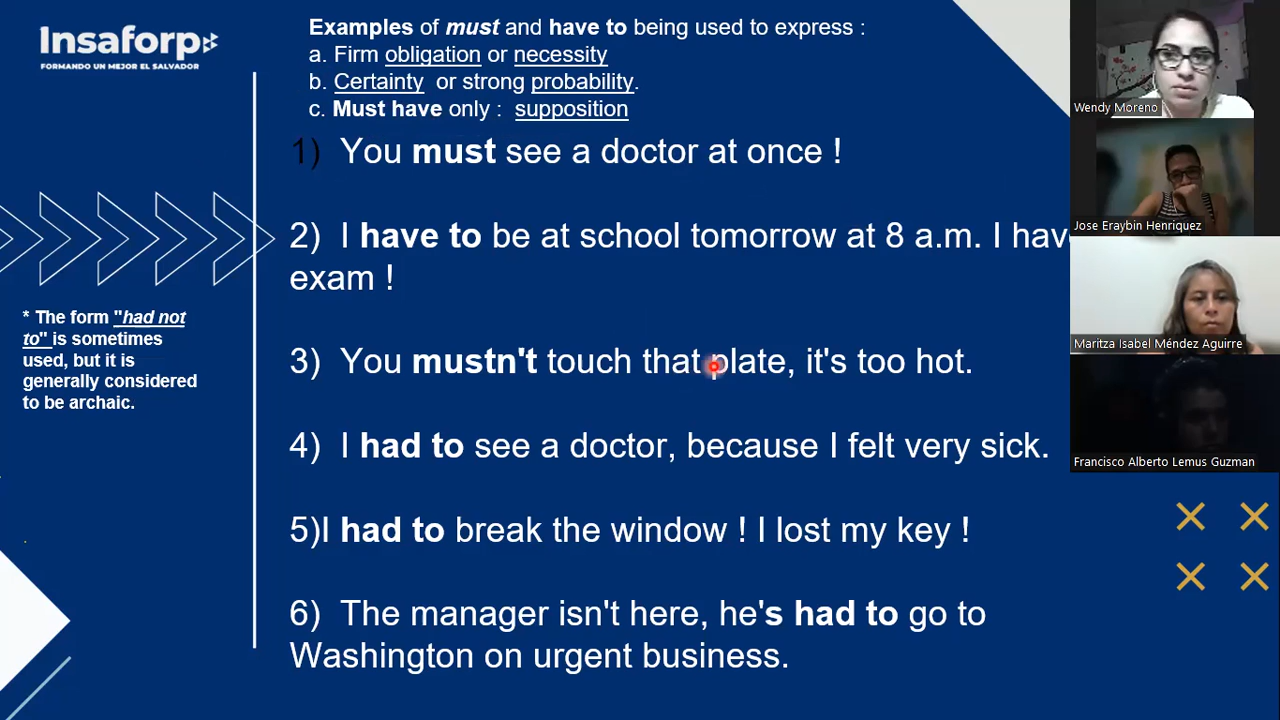 Insaforp
FORMANDO UN MEJOR EL SALVADOR
Examples of must and have to being used to express :
a. Firm obligation or necessity
b. Certainty or strong probability.
c. Must have only : supposition
1) You must see a doctor at once !
2) I have to be at school tomorrow at 8 a.m. I hav
exam !
3) You mustn't touch that plate, it's too hot.
4) I had to see a doctor, because I felt very sick.
5)I had to break the window ! I lost my key !
6) The manager isn't here, he's had to go to
Washington on urgent business.
* The form "had not
to" is sometimes
used, but it is
generally considered
to be archaic.
Wendy Moreno
Jose Eraybin Henriquez
Maritza Isabel Méndez Aguirre
Francisco Alberto Lemus Guzman